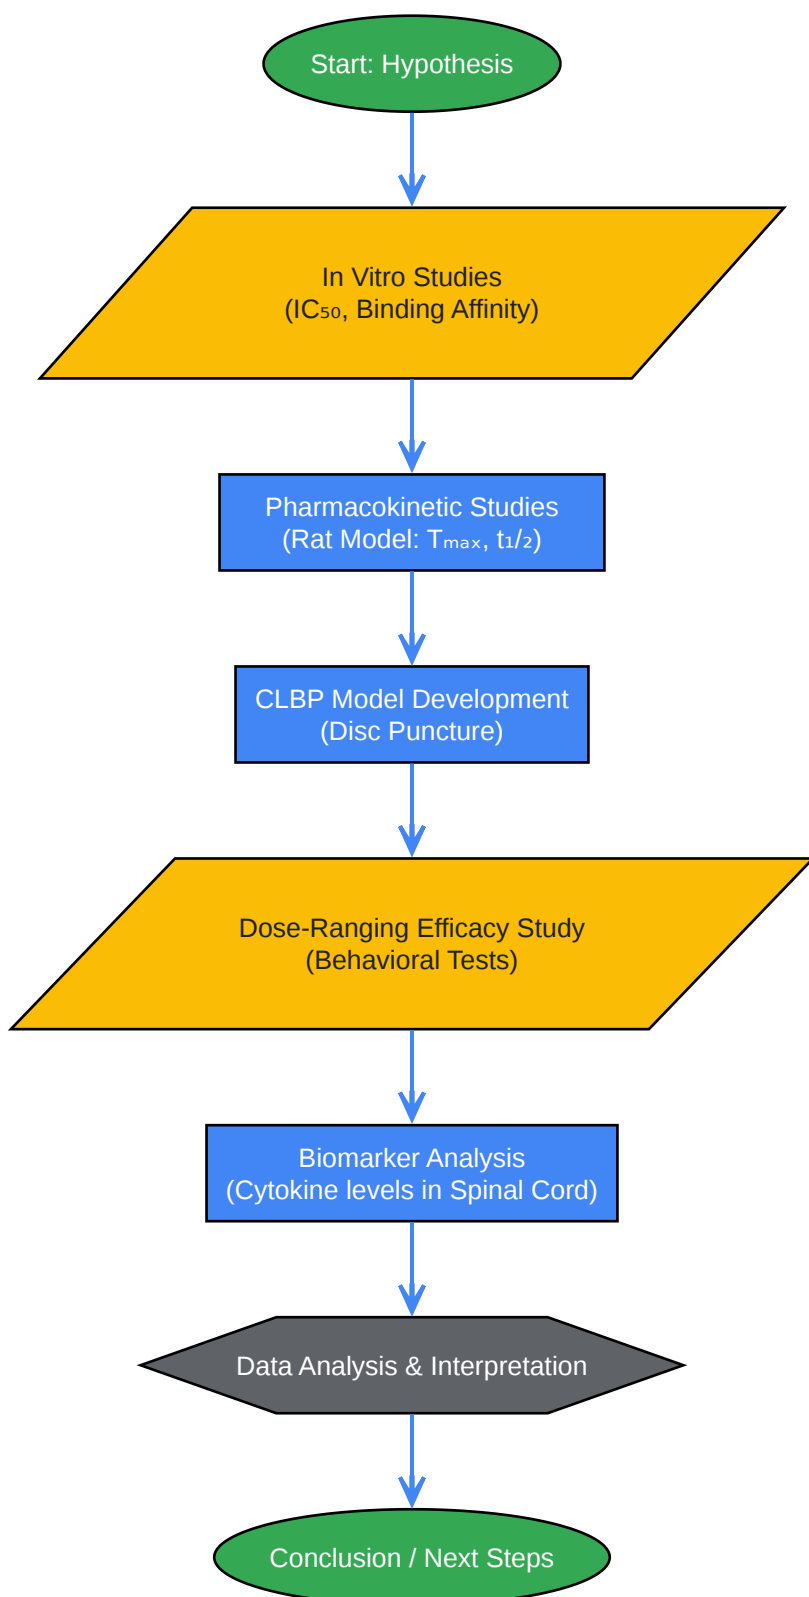 Start: Hypothesis
In Vitro Studies
(IC₅₀, Binding Affinity)
Pharmacokinetic Studies
(Rat Model: Tₘₐₓ, t₁/₂)
CLBP Model Development
(Disc Puncture)
Dose-Ranging Efficacy Study
(Behavioral Tests)
Biomarker Analysis
(Cytokine levels in Spinal Cord)
Data Analysis & Interpretation
Conclusion / Next Steps